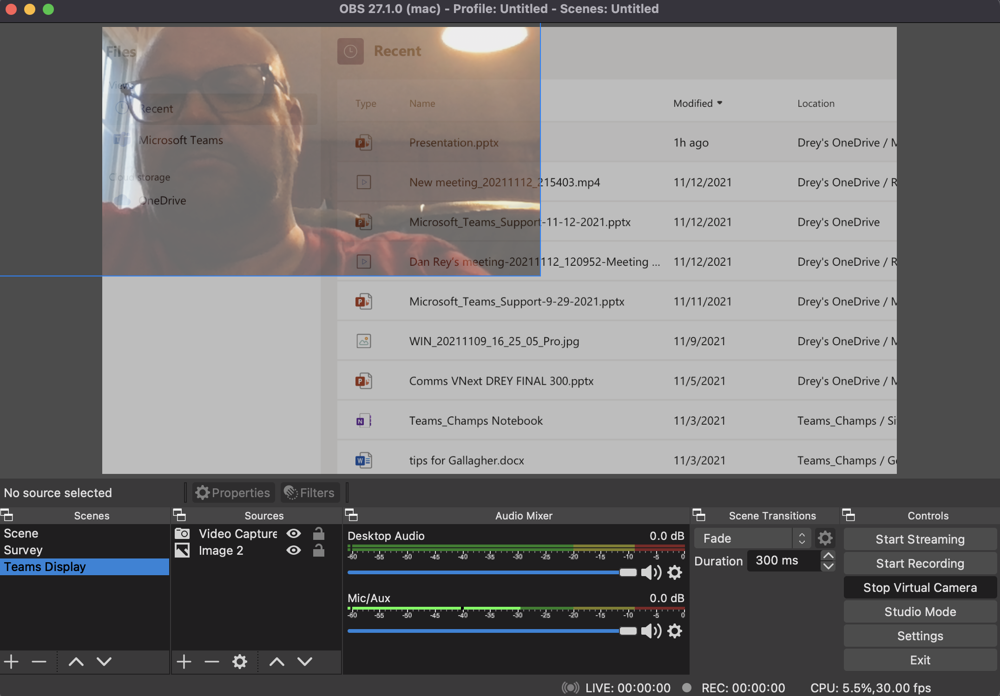 OBS 27.1.0 (mac) - Profile: Untitled - Scenes: Untitled
Files
Views
Recent
Microsoft Teams
Cloud storage
OneDrive
Recent
Type Name Modified Location
Presentation.pptx 1h ago Drey's OneDrive / M
New meeting_20211112_215403.mp4 11/12/2021 Drey's OneDrive / R
Microsoft_Teams_Support-11-12-2021.pptx 11/12/2021 Drey's OneDrive
Dan Rey's meeting-20211112_120952-Meeting ... 11/12/2021 Drey's OneDrive / R
Microsoft_Teams_Support-9-29-2021.pptx 11/11/2021 Drey's OneDrive / M
WIN_20211109_16_25_05_Pro.jpg 11/9/2021 Drey's OneDrive / M
Comms VNext DREY FINAL 300.pptx 11/5/2021 Drey's OneDrive / M
Teams_Champs Notebook 11/3/2021 Teams_Champs / Si
tips for Gallagher.docx 11/3/2021 Teams_Champs / Ge
No source selected Properties Filters
Scenes
Scene
Survey
Teams Display
Sources
Video Capture
Image 2
Audio Mixer
Desktop Audio 0.0 dB
-60 -55 -50 -45 -40 -35 -30 -25 -20 -15 -10 -5 0
Mic/Aux 0.0 dB
-60 -55 -50 -45 -40 -35 -30 -25 -20 -15 -10 -5 0
Scene Transitions
Fade
Duration 300 ms
Controls
Start Streaming
Start Recording
Stop Virtual Camera
Studio Mode
Settings
Exit
LIVE: 00:00:00 REC: 00:00:00 CPU: 5.5%,30.00 fps